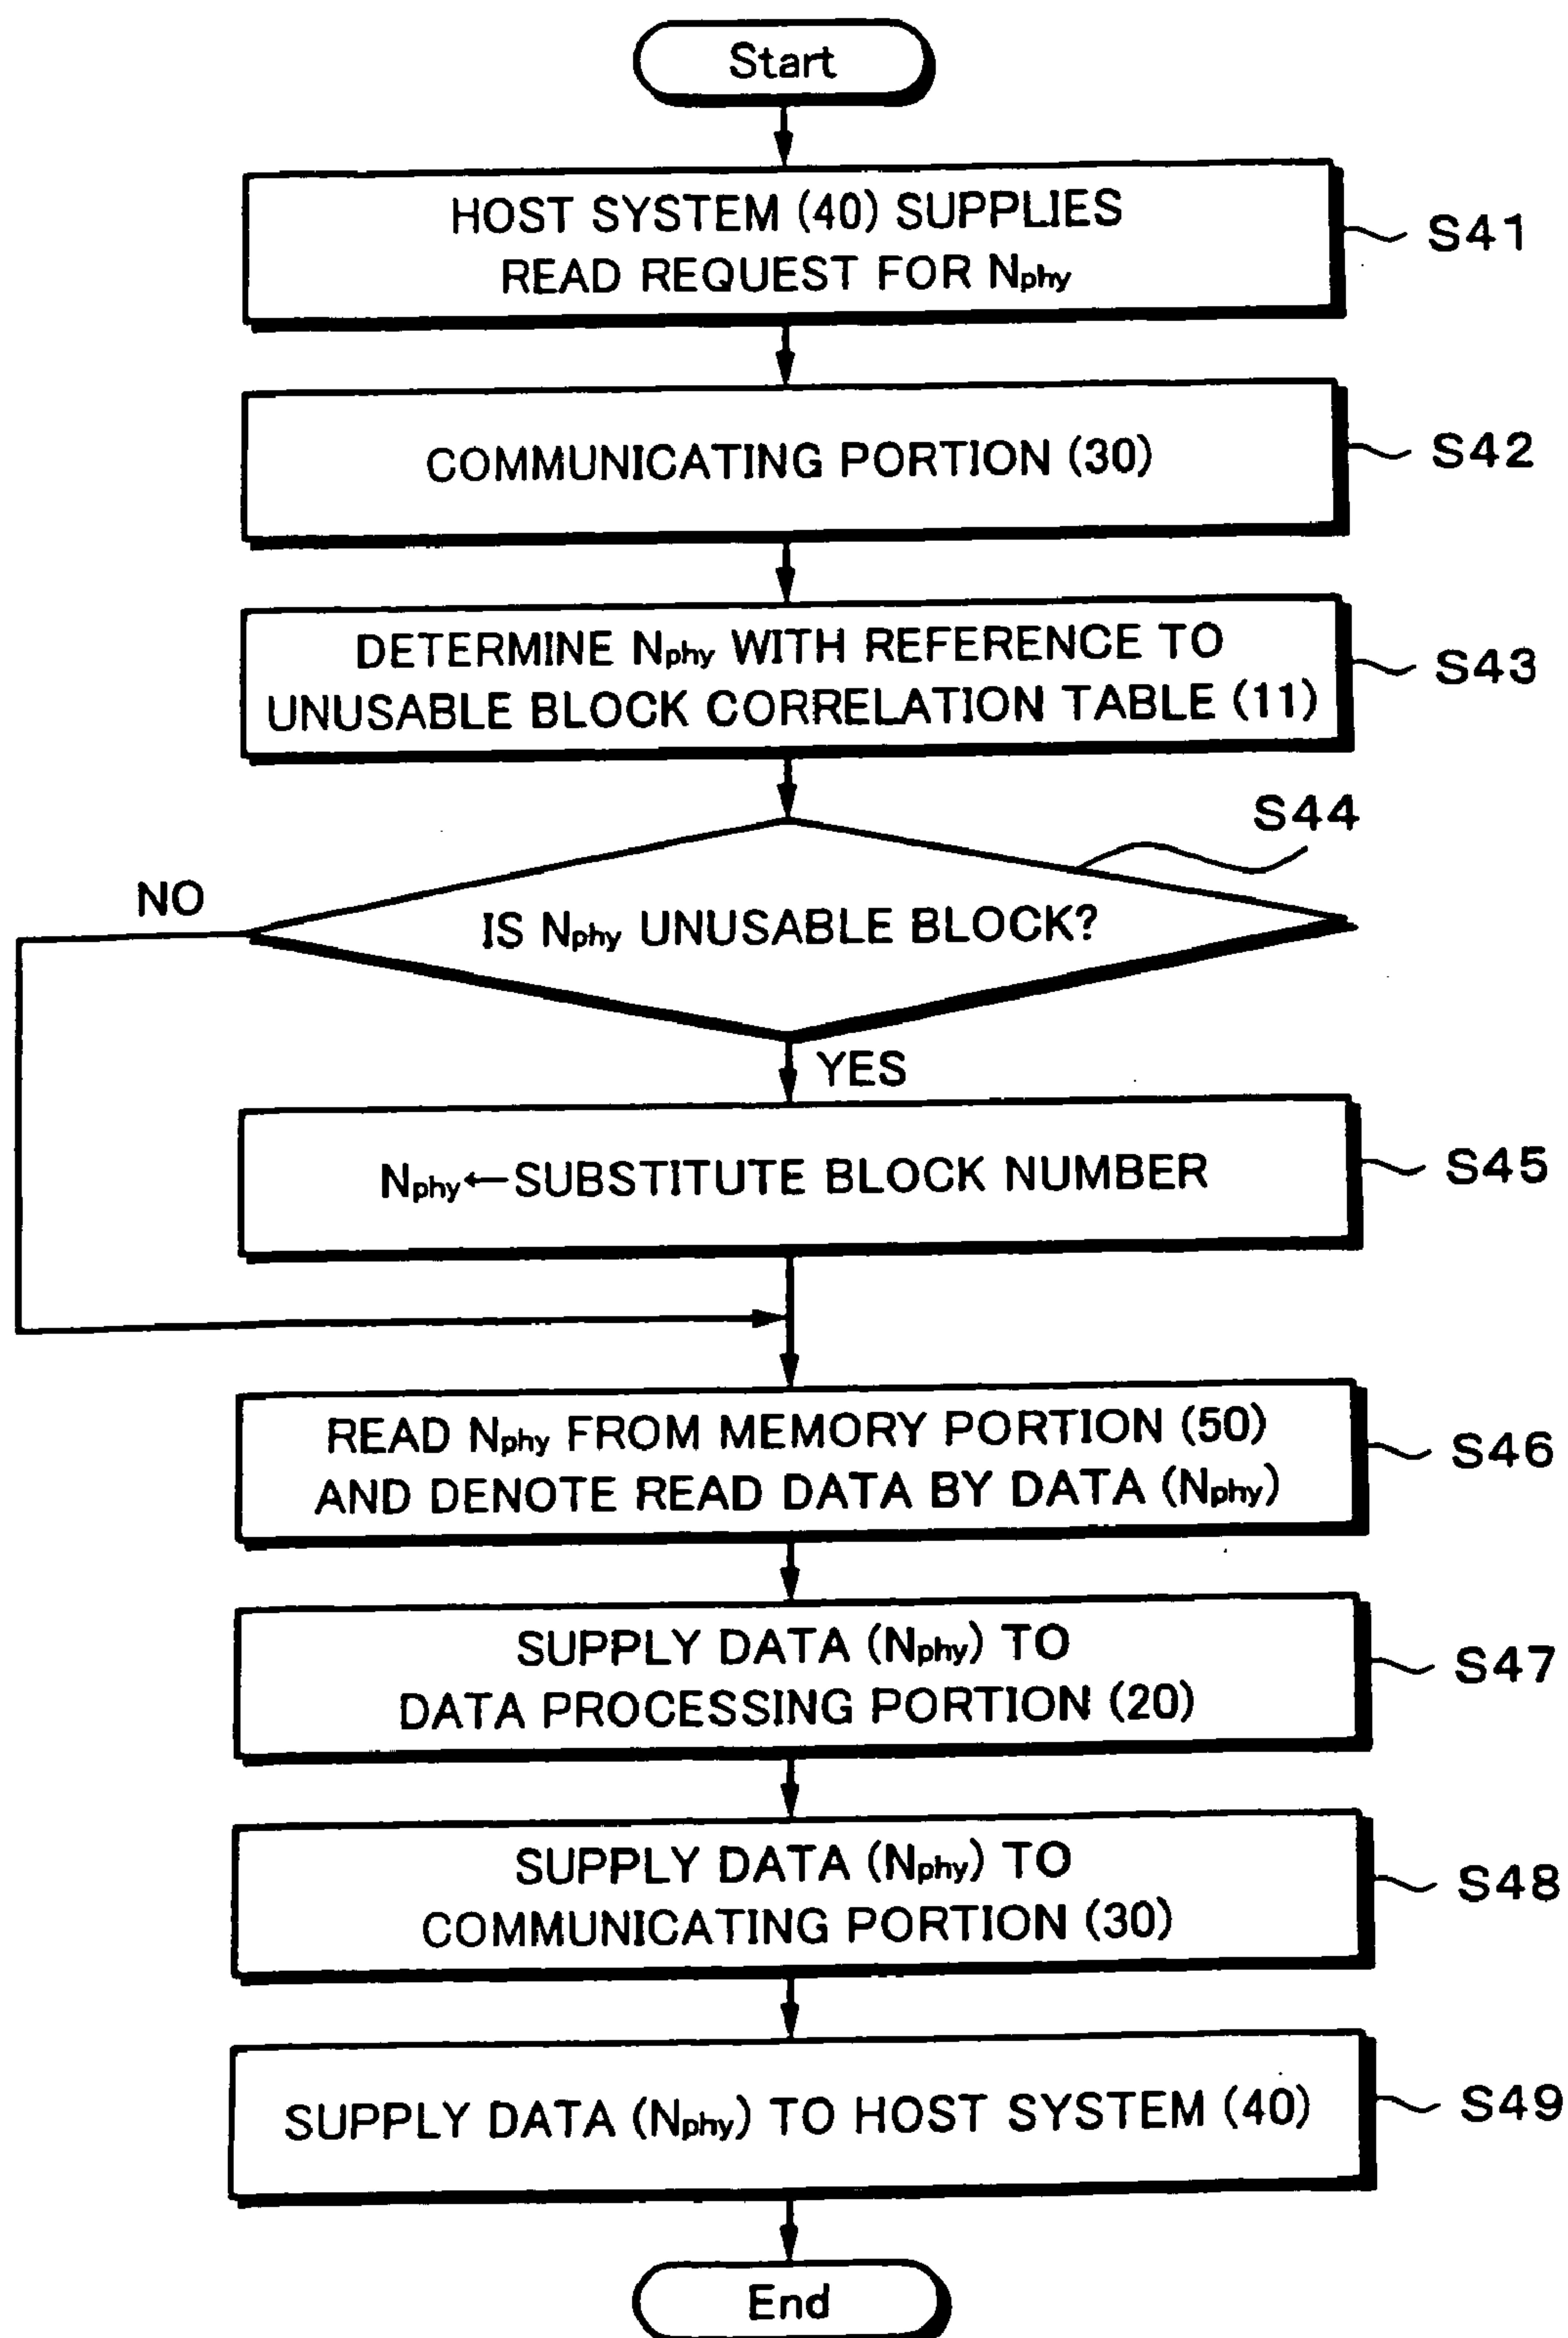 Start
HOST SYSTEM (40) SUPPLIES
READ REQUEST FOR Nphy
S41
COMMUNICATING PORTION (30)
S42
DETERMINE Nphy WITH REFERENCE TO
UNUSABLE BLOCK CORRELATION TABLE (11)
S43
S44
NO
IS Nphy UNUSABLE BLOCK?
YES
Nphy←SUBSTITUTE BLOCK NUMBER
S45
READ Nphy FROM MEMORY PORTION (50)
AND DENOTE READ DATA BY DATA (Nphy)
S46
SUPPLY DATA (Nphy) TO
DATA PROCESSING PORTION (20)
S47
SUPPLY DATA (Nphy) TO
COMMUNICATING PORTION (30)
S48
SUPPLY DATA (Nphy) TO HOST SYSTEM (40)
S49
End